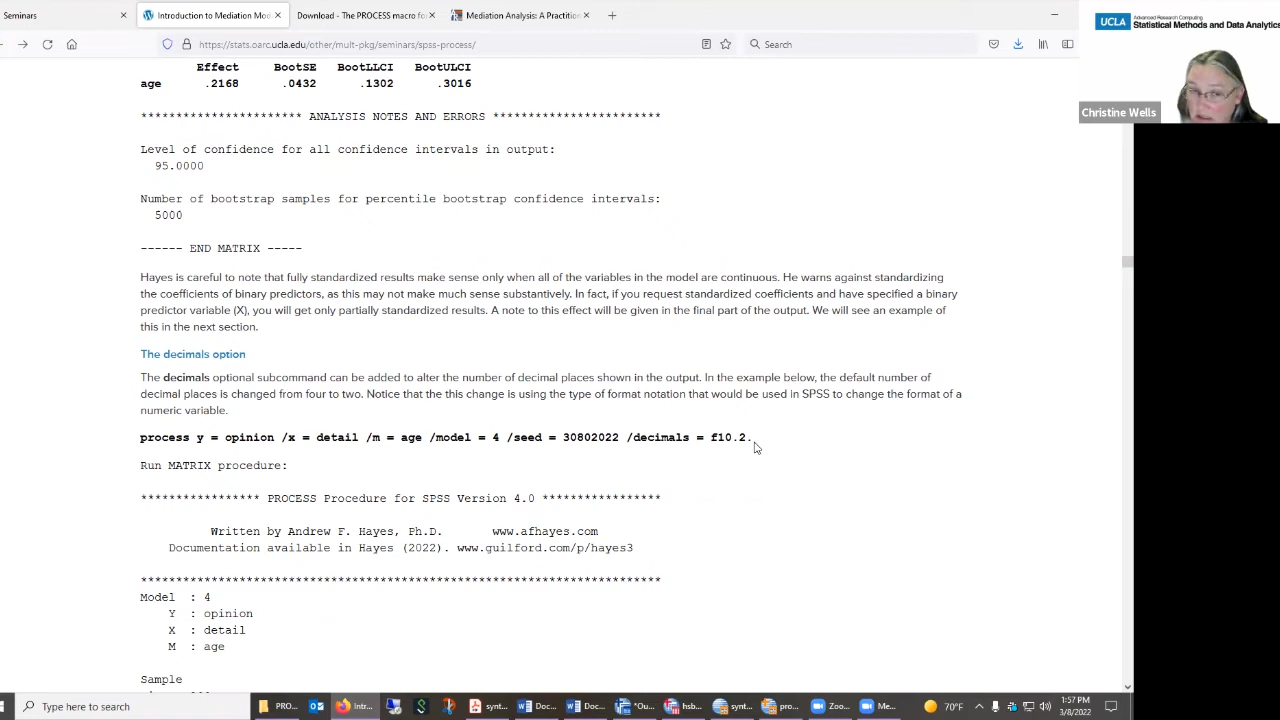 Seminars
Introduction to Mediation Mod
Download - The PROCESS macro fo
Mediation Analysis: A Practition
https://stats.oarc.ucla.edu/other/mult-pkg/seminars/spss-process/
Search
UCLA
Advanced Research Computing
Statistical Methods and Data Analytics
Christine Wells
Effect BootSE BootLLCI BootULCI
age .2168 .0432 .1302 .3016
*********************** ANALYSIS NOTES AND ERRORS ************************
Level of confidence for all confidence intervals in output:
95.0000
Number of bootstrap samples for percentile bootstrap confidence intervals:
5000
------ END MATRIX -----
Hayes is careful to note that fully standardized results make sense only when all of the variables in the model are continuous. He warns against standardizing
the coefficients of binary predictors, as this may not make much sense substantively. In fact, if you request standardized coefficients and have specified a binary
predictor variable (X), you will get only partially standardized results. A note to this effect will be given in the final part of the output. We will see an example of
this in the next section.
The decimals option
The decimals optional subcommand can be added to alter the number of decimal places shown in the output. In the example below, the default number of
decimal places is changed from four to two. Notice that the this change is using the type of format notation that would be used in SPSS to change the format of a
numeric variable.
process y = opinion /x = detail /m = age /model = 4 /seed = 30802022 /decimals = f10.2.
Run MATRIX procedure:
***************** PROCESS Procedure for SPSS Version 4.0 *****************
Written by Andrew F. Hayes, Ph.D. www.afhayes.com
Documentation available in Hayes (2022). www.guilford.com/p/hayes3
**************************************************************************
Model : 4
Y : opinion
X : detail
M : age
Sample
Type here to search
PRO...
Intr...
synt...
Doc...
Doc...
*Ou...
hsb...
synt...
pro...
Zoo...
Me...
70°F
1:57 PM
3/8/2022